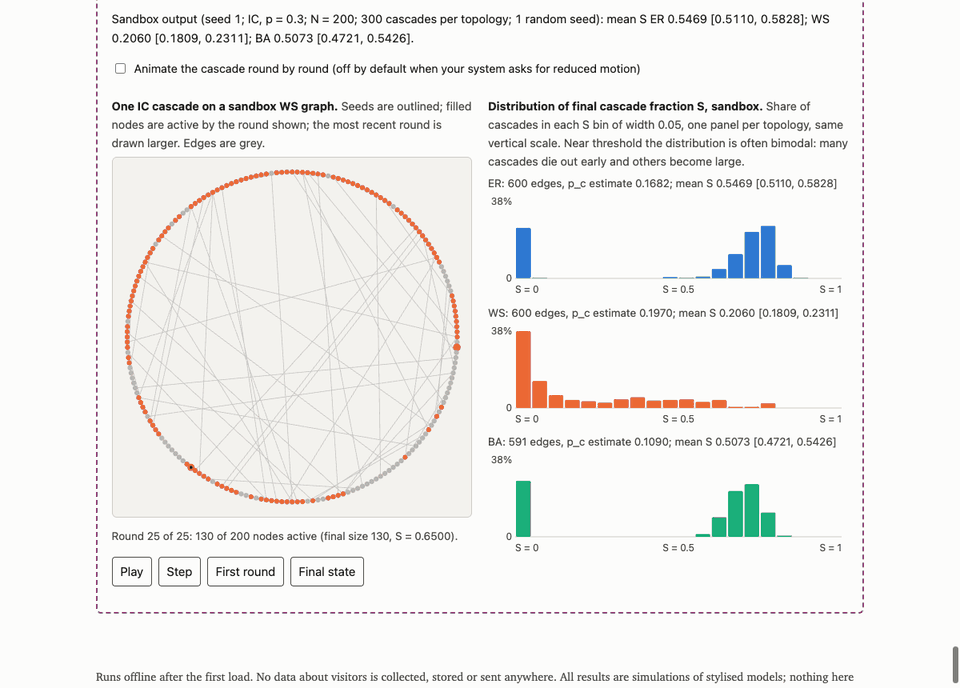 Sandbox output (seed 1; IC, p = 0.3; N = 200; 300 cascades per topology; 1 random seed): mean S ER 0.5469 [0.5110, 0.5828]; WS
0.2060 [0.1809, 0.2311]; BA 0.5073 [0.4721, 0.5426].
Animate the cascade round by round (off by default when your system asks for reduced motion)
One IC cascade on a sandbox WS graph. Seeds are outlined; filled
nodes are active by the round shown; the most recent round is
drawn larger. Edges are grey.
Round 25 of 25: 130 of 200 nodes active (final size 130, S = 0.6500).
Play
Step
First round
Final state
Distribution of final cascade fraction S, sandbox. Share of
cascades in each S bin of width 0.05, one panel per topology, same
vertical scale. Near threshold the distribution is often bimodal: many
cascades die out early and others become large.
ER: 600 edges, p_c estimate 0.1682; mean S 0.5469 [0.5110, 0.5828]
38%
0
S = 0
S = 0.5
S = 1
WS: 600 edges, p_c estimate 0.1970; mean S 0.2060 [0.1809, 0.2311]
38%
0
S = 0
S = 0.5
S = 1
BA: 591 edges, p_c estimate 0.1090; mean S 0.5073 [0.4721, 0.5426]
38%
0
S = 0
S = 0.5
S = 1
Runs offline after the first load. No data about visitors is collected, stored or sent anywhere. All results are simulations of stylised models; nothing here